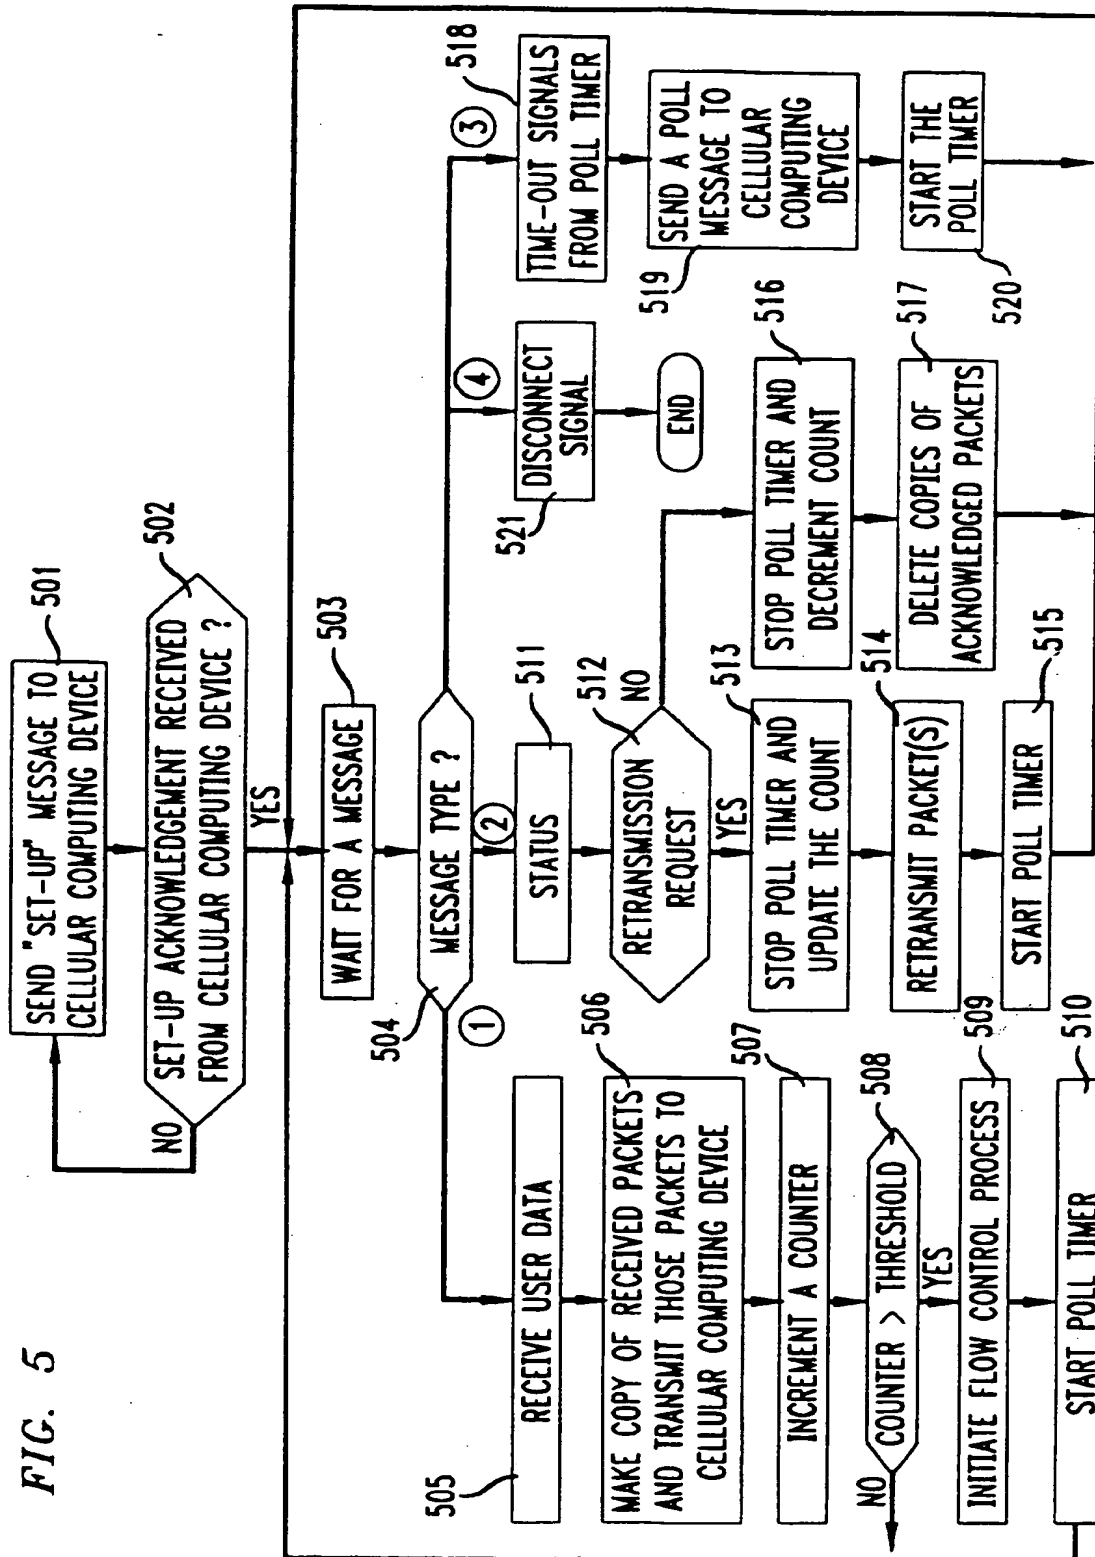 FIG. 5
SEND "SET-UP" MESSAGE TO
CELLULAR COMPUTING DEVICE
501
SET-UP ACKNOWLEDGEMENT RECEIVED
FROM CELLULAR COMPUTING DEVICE ?
502
NO
YES
WAIT FOR A MESSAGE
503
MESSAGE TYPE ?
504
1
2
4
3
RECEIVE USER DATA
505
MAKE COPY OF RECEIVED PACKETS
AND TRANSMIT THOSE PACKETS TO
CELLULAR COMPUTING DEVICE
506
INCREMENT A COUNTER
507
COUNTER > THRESHOLD
508
NO
YES
INITIATE FLOW CONTROL PROCESS
509
START POLL TIMER
510
STATUS
511
RETRANSMISSION
REQUEST
512
NO
YES
STOP POLL TIMER AND
UPDATE THE COUNT
513
RETRANSMIT PACKET(S)
514
START POLL TIMER
515
STOP POLL TIMER AND
DECREMENT COUNT
516
DELETE COPIES OF
ACKNOWLEDGED PACKETS
517
DISCONNECT
SIGNAL
521
END
TIME-OUT SIGNALS
FROM POLL TIMER
518
SEND A POLL
MESSAGE TO
CELLULAR
COMPUTING
DEVICE
519
START THE
POLL TIMER
520